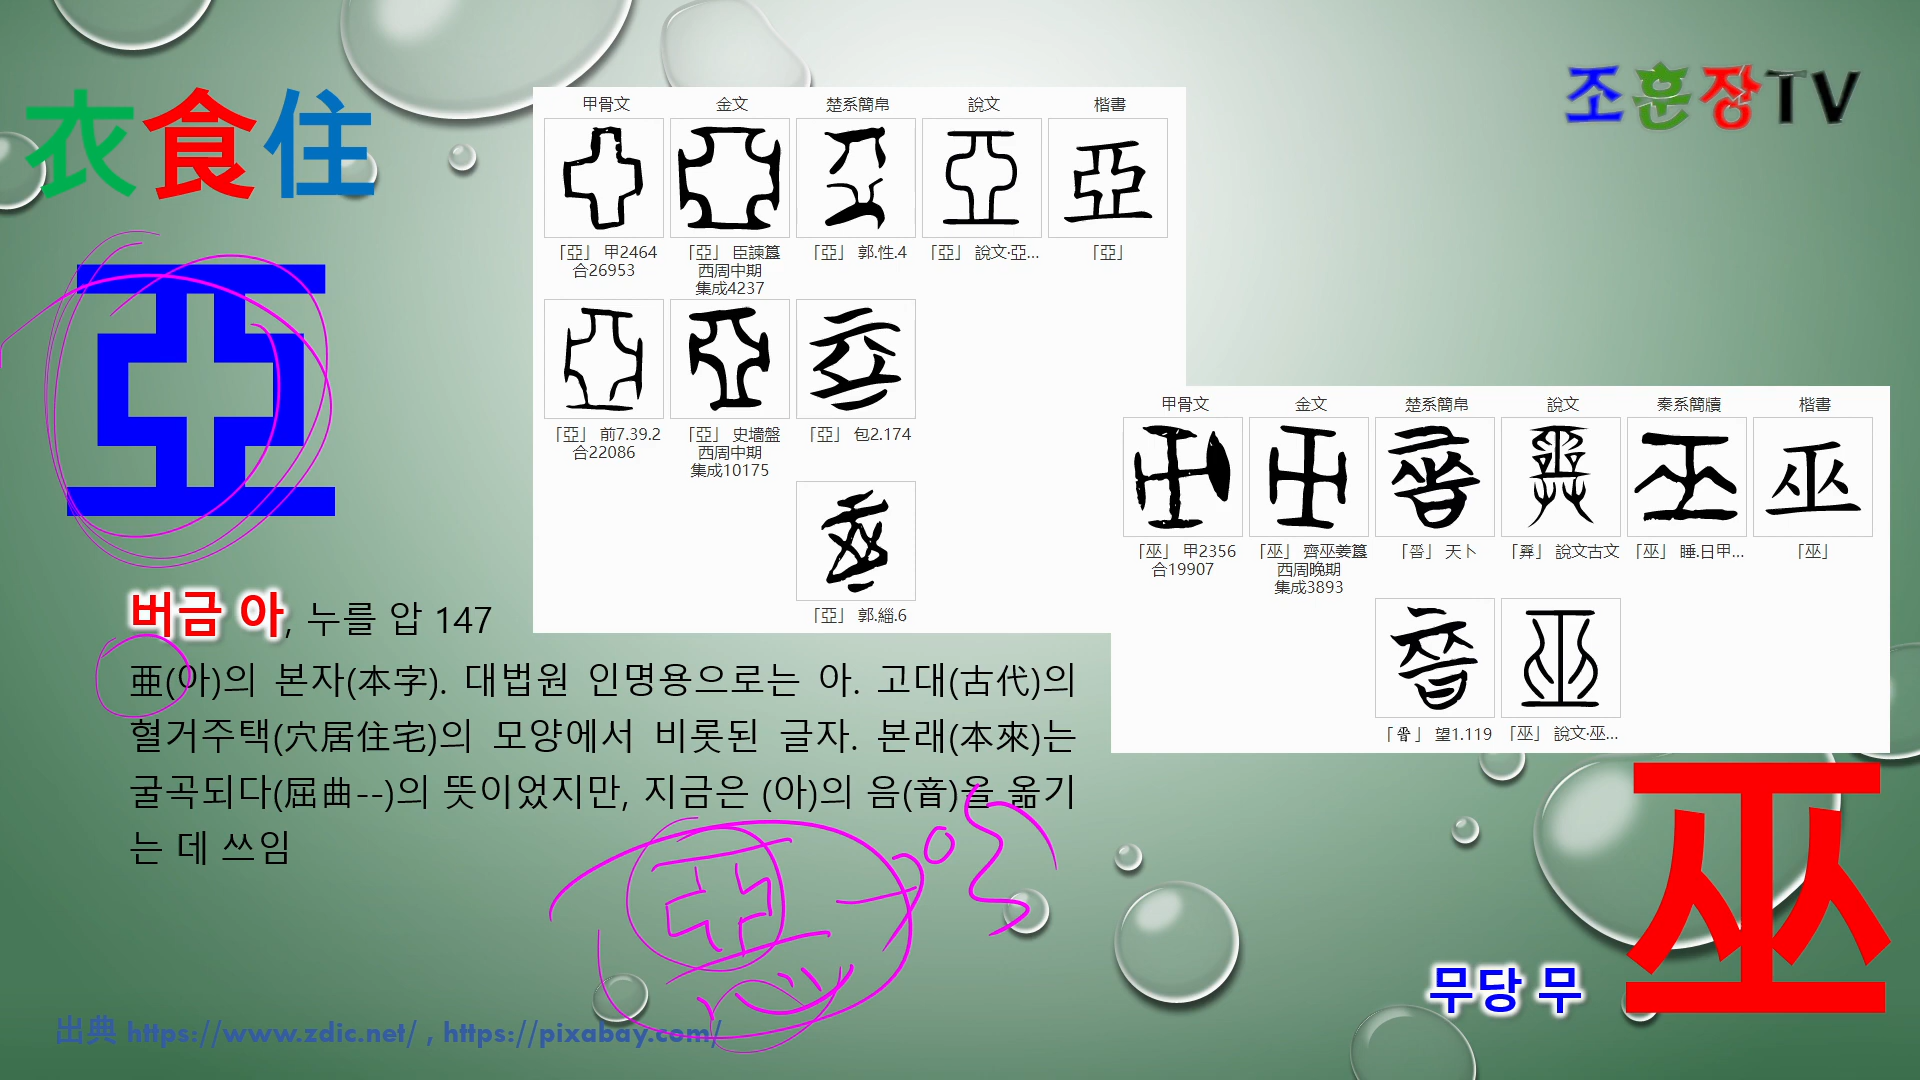 衣食住
조훈장TV
亞
버금 아, 누를 압 147
亜(아)의 본자(本字). 대법원 인명용으로는 아. 고대(古代)의
혈거주택(穴居住宅)의 모양에서 비롯된 글자. 본래(本來)는
굴곡되다(屈曲--)의 뜻이었지만, 지금은 (아)의 음(音)을 옮기
는 데 쓰임
甲骨文 金文 楚系簡帛 說文 楷書
「亞」 甲2464
合26953
「亞」 臣諫簋
西周中期
集成4237
「亞」 郭.性.4
「亞」 說文·亞...
「亞」
「亞」 前7.39.2
合22086
「亞」 史墻盤
西周中期
集成10175
「亞」 包2.174
「亞」 郭.緇.6
甲骨文 金文 楚系簡帛 說文 秦系簡牘 楷書
「巫」 甲2356
合19907
「巫」 齊巫姜簋
西周晚期
集成3893
天卜
說文古文
「巫」 睡.日甲...
「巫」
望1.119
「巫」 說文·巫...
惡
악
巫
무당 무
出典 https://www.zdic.net/ , https://pixabay.com/